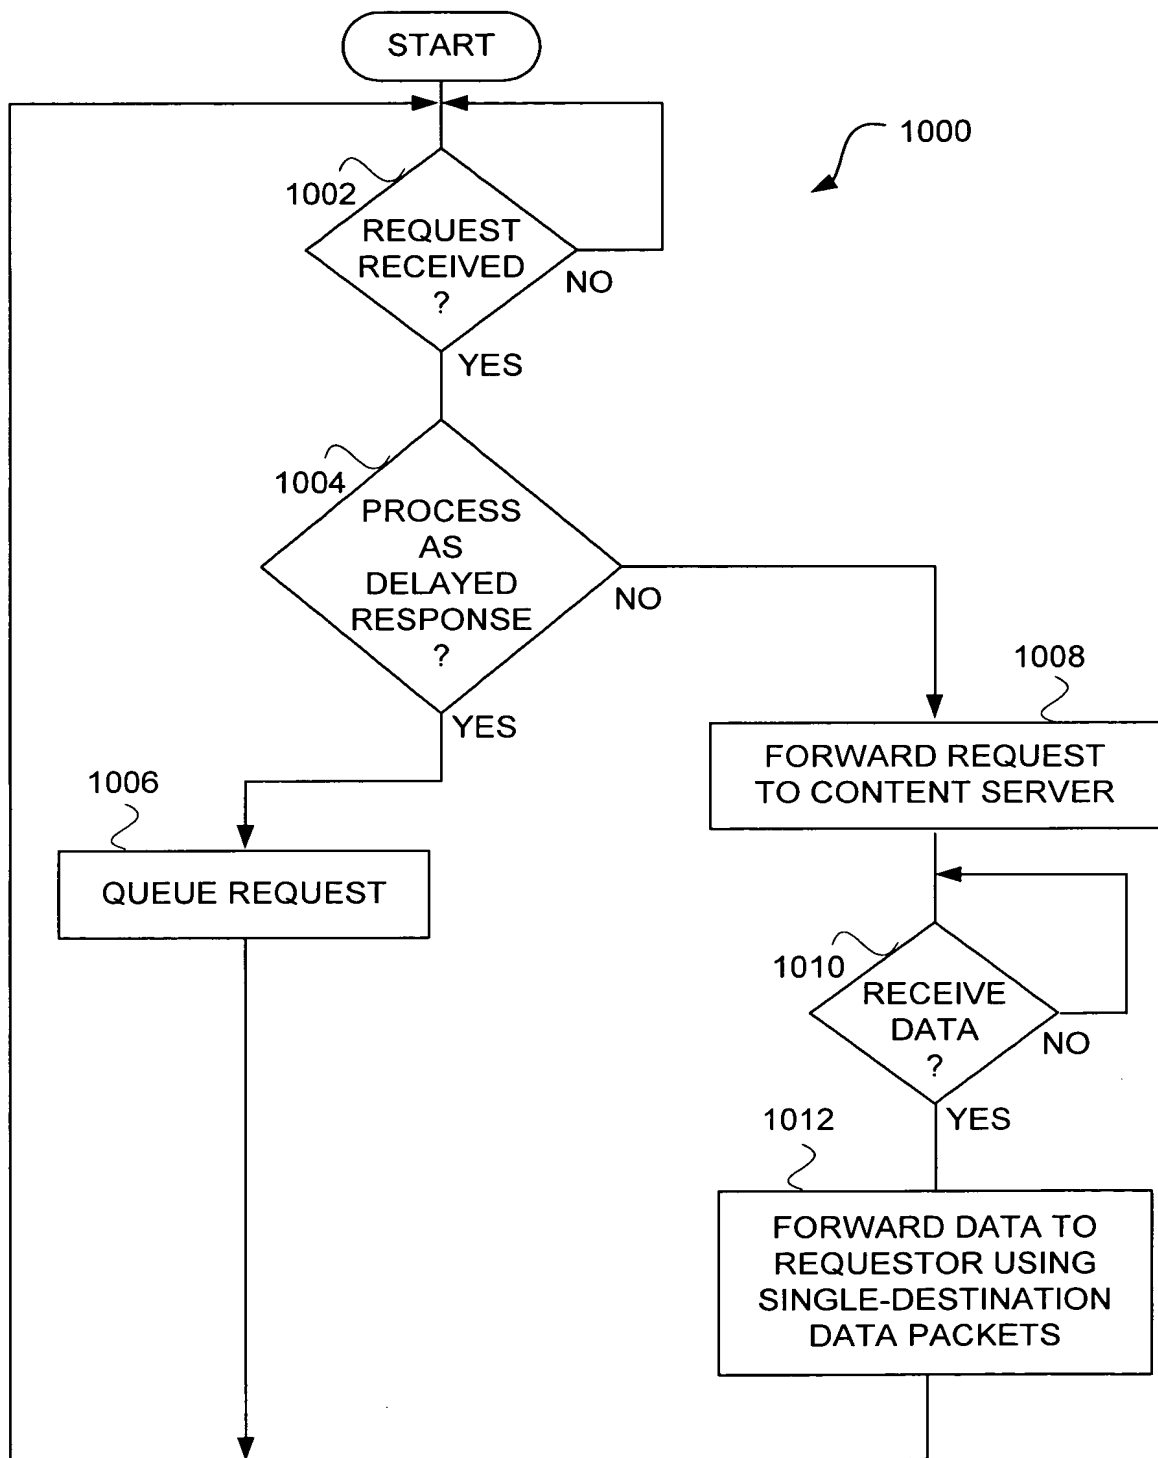 START
1000
1002
REQUEST
RECEIVED
?
NO
YES
1004
PROCESS
AS
DELAYED
RESPONSE
?
NO
YES
1008
FORWARD REQUEST
TO CONTENT SERVER
1006
QUEUE REQUEST
1010
RECEIVE
DATA
?
NO
YES
1012
FORWARD DATA TO
REQUESTOR USING
SINGLE-DESTINATION
DATA PACKETS